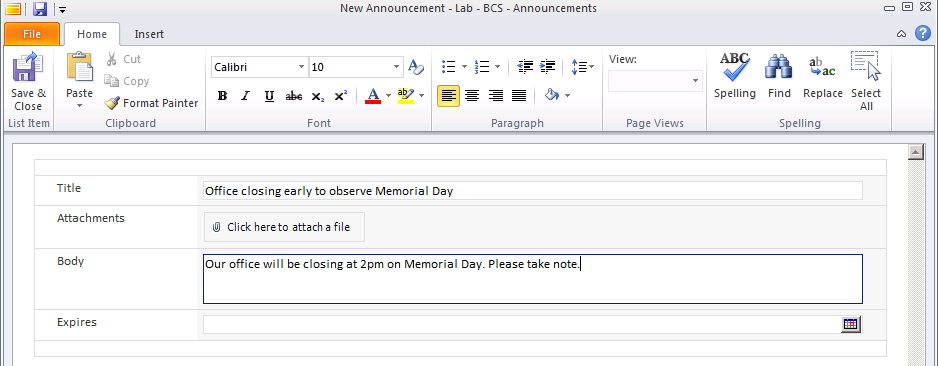 New Announcement - Lab - BCS - Announcements
File Home Insert
Save & Close
List Item
Paste
Cut
Copy
Format Painter
Clipboard
Calibri 10
B I U abc x₂ x² A ab
Font
Paragraph
View:
Page Views
ABC Spelling
Find
ab ac Replace
Select All
Spelling
Title Office closing early to observe Memorial Day
Attachments Click here to attach a file
Body Our office will be closing at 2pm on Memorial Day. Please take note.
Expires